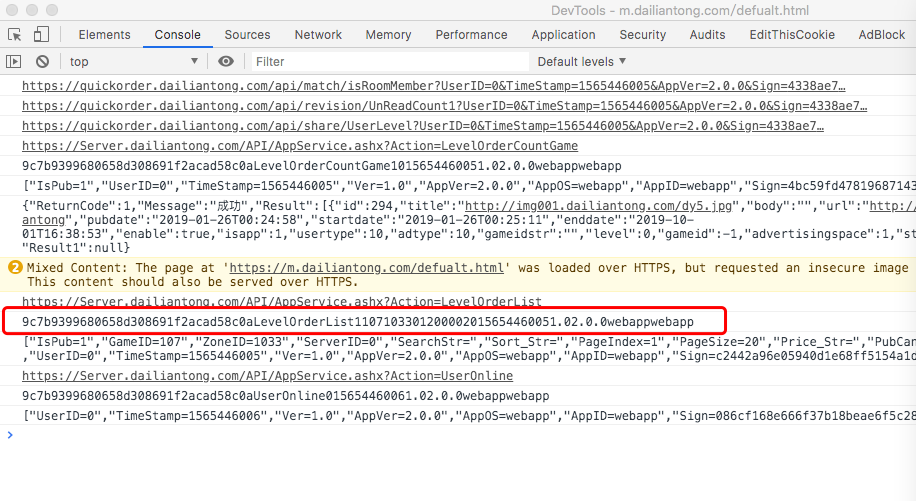 DevTools - m.dailiantong.com/defualt.html
Elements Console Sources Network Memory Performance Application Security Audits EditThisCookie AdBlock
top Filter Default levels
https://quickorder.dailiantong.com/api/match/isRoomMember?UserID=0&TimeStamp=1565446005&AppVer=2.0.0&Sign=4338ae7…
https://quickorder.dailiantong.com/api/revision/UnReadCount1?UserID=0&TimeStamp=1565446005&AppVer=2.0.0&Sign=4338ae7…
https://quickorder.dailiantong.com/api/share/UserLevel?UserID=0&TimeStamp=1565446005&AppVer=2.0.0&Sign=4338ae7…
https://Server.dailiantong.com/API/AppService.ashx?Action=LevelOrderCountGame
9c7b9399680658d308691f2acad58c0aLevelOrderCountGame1015654460051.02.0.0webappwebapp
["IsPub=1","UserID=0","TimeStamp=1565446005","Ver=1.0","AppVer=2.0.0","AppOS=webapp","AppID=webapp","Sign=4bc59fd47819687143
{"ReturnCode":1,"Message":"成功","Result":[{"id":294,"title":"http://img001.dailiantong.com/dy5.jpg","body":"","url":"http:/
antong","pubdate":"2019-01-26T00:24:58","startdate":"2019-01-26T00:25:11","enddate":"2019-10-
01T16:38:53","enable":true,"isapp":1,"usertype":10,"adtype":10,"gameidstr":"","level":0,"gameid":-1,"advertisingspace":1,"st
"Result1":null}
2 Mixed Content: The page at 'https://m.dailiantong.com/defualt.html' was loaded over HTTPS, but requested an insecure image
This content should also be served over HTTPS.
https://Server.dailiantong.com/API/AppService.ashx?Action=LevelOrderList
9c7b9399680658d308691f2acad58c0aLevelOrderList1107103301200002015654460051.02.0.0webappwebapp
["IsPub=1","GameID=107","ZoneID=1033","ServerID=0","SearchStr=","Sort_Str=","PageIndex=1","PageSize=20","Price_Str=","PubCan
,"UserID=0","TimeStamp=1565446005","Ver=1.0","AppVer=2.0.0","AppOS=webapp","AppID=webapp","Sign=c2442a96e05940d1e68ff5154a1d
https://Server.dailiantong.com/API/AppService.ashx?Action=UserOnline
9c7b9399680658d308691f2acad58c0aUserOnline015654460061.02.0.0webappwebapp
["UserID=0","TimeStamp=1565446006","Ver=1.0","AppVer=2.0.0","AppOS=webapp","AppID=webapp","Sign=086cf168e666f37b18beae6f5c28